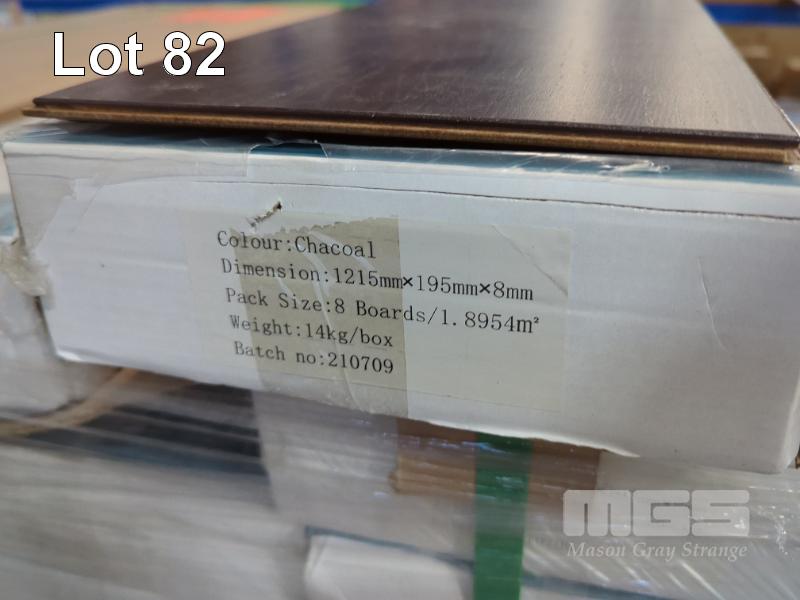 Lot 82
Colour:Chacoal
Dimension:1215mm×195mm×8mm
Pack Size:8 Boards/1.8954m²
Weight:14kg/box
Batch no:210709
MGS
Mason Gray Strange